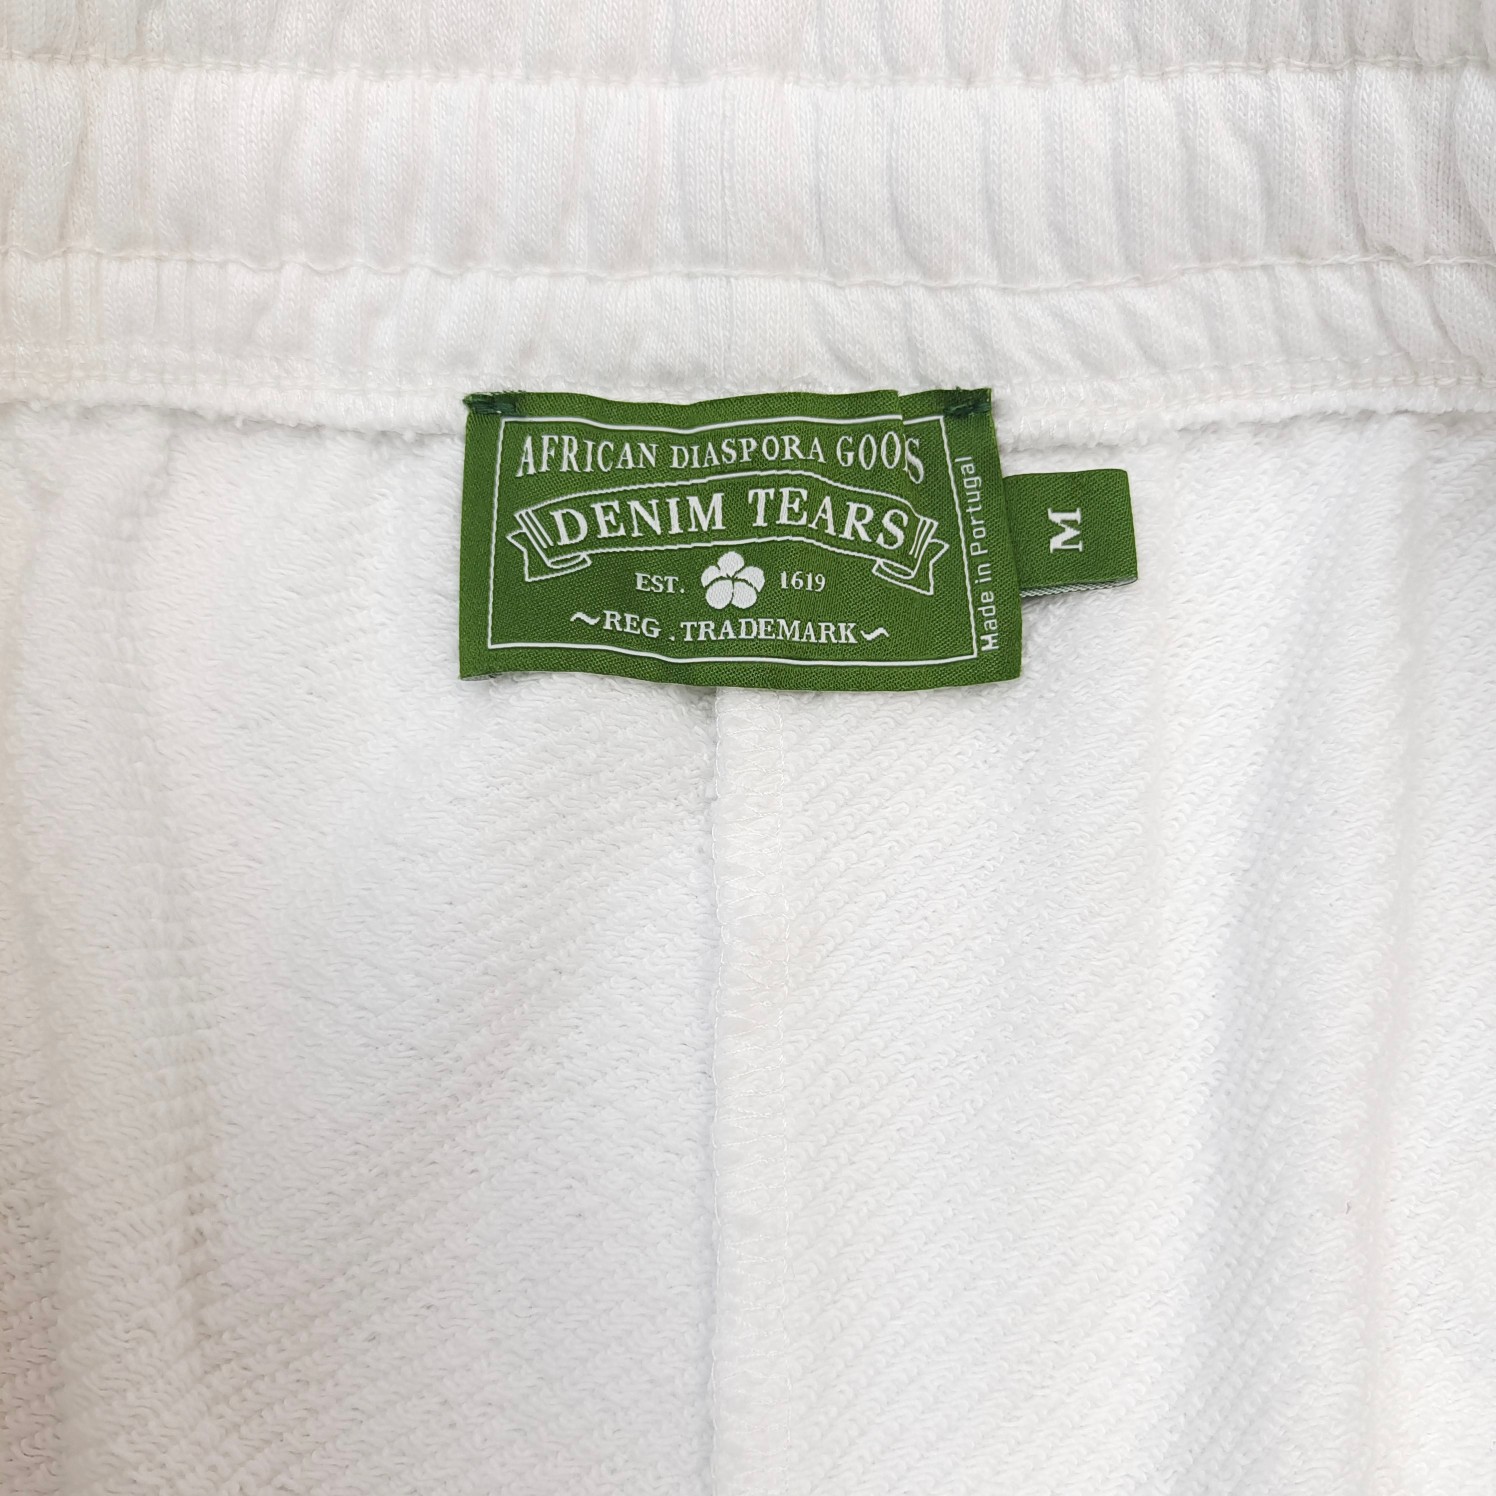 AFRICAN DIASPORA GOOS
DENIM TEARS
EST. 1619
~REG .TRADEMARK~
Made in Portugal
M